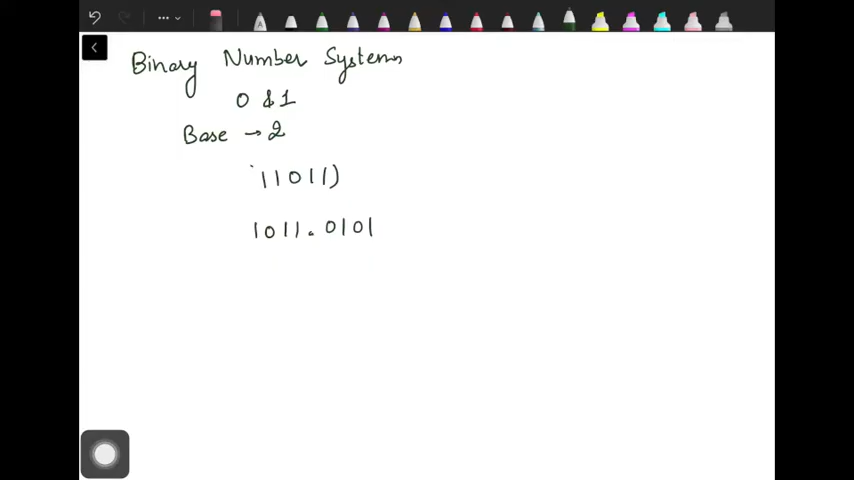 Binary Number Systems
0 & 1
Base → 2
11011)
1011.0101